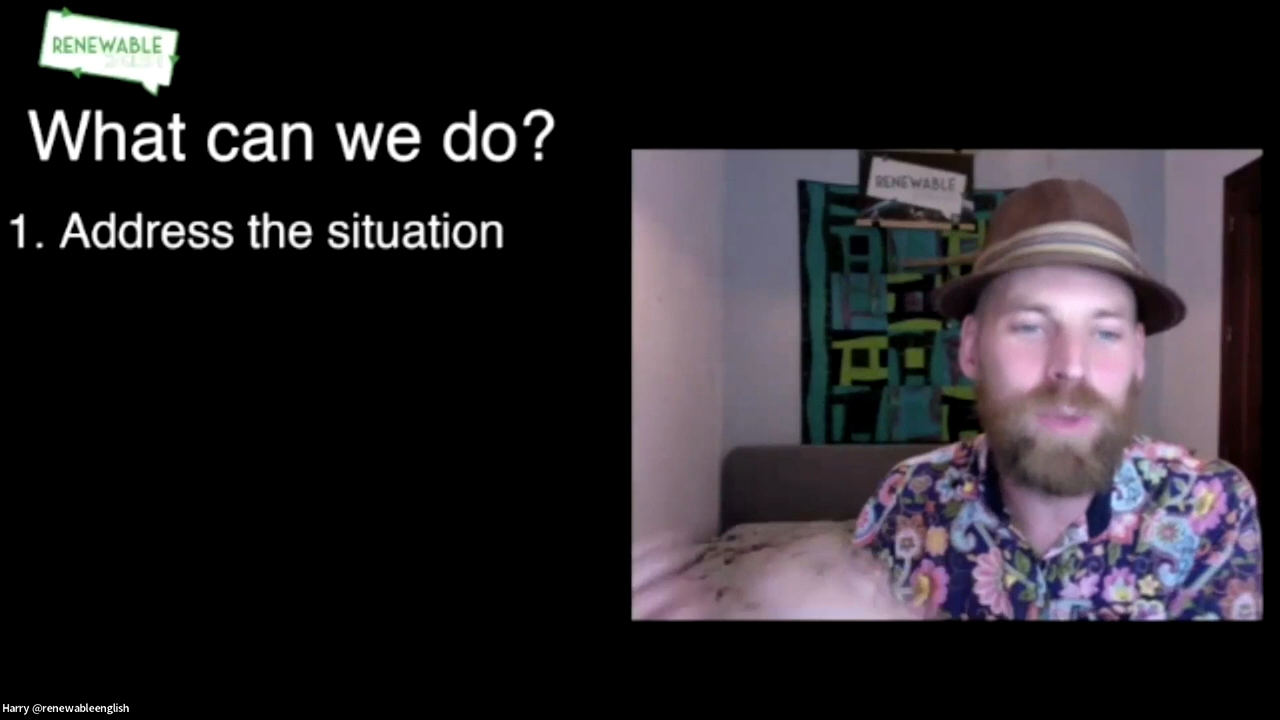 RENEWABLE
What can we do?
1. Address the situation
RENEWABLE
Harry @renewableenglish